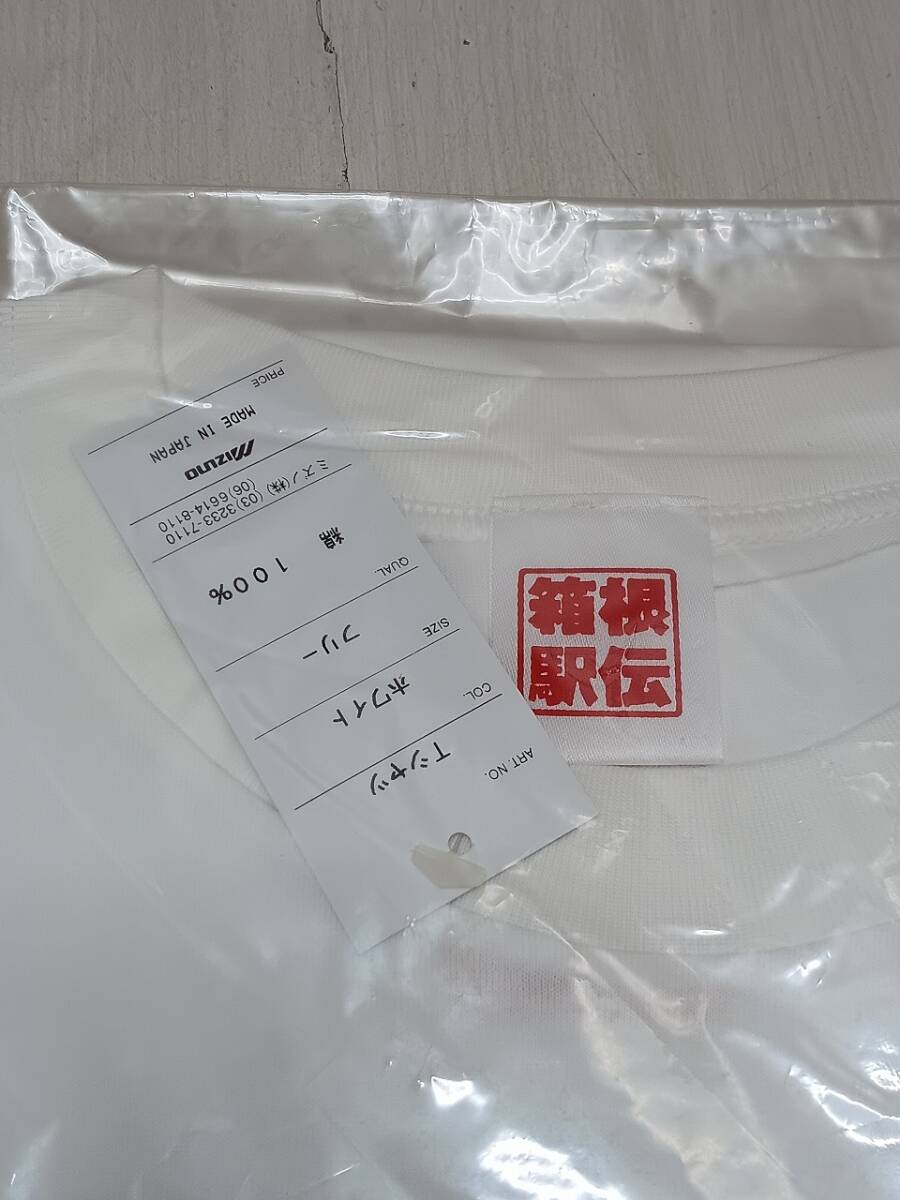 ART. NO.
Tシャツ
COL
ホワイト
SIZE
フリー
QUAL.
綿 100%
ミズノ(株) (03)3233-7110
(06)6614-8110
MIZUNO
MADE IN JAPAN
PRICE
箱根
駅伝